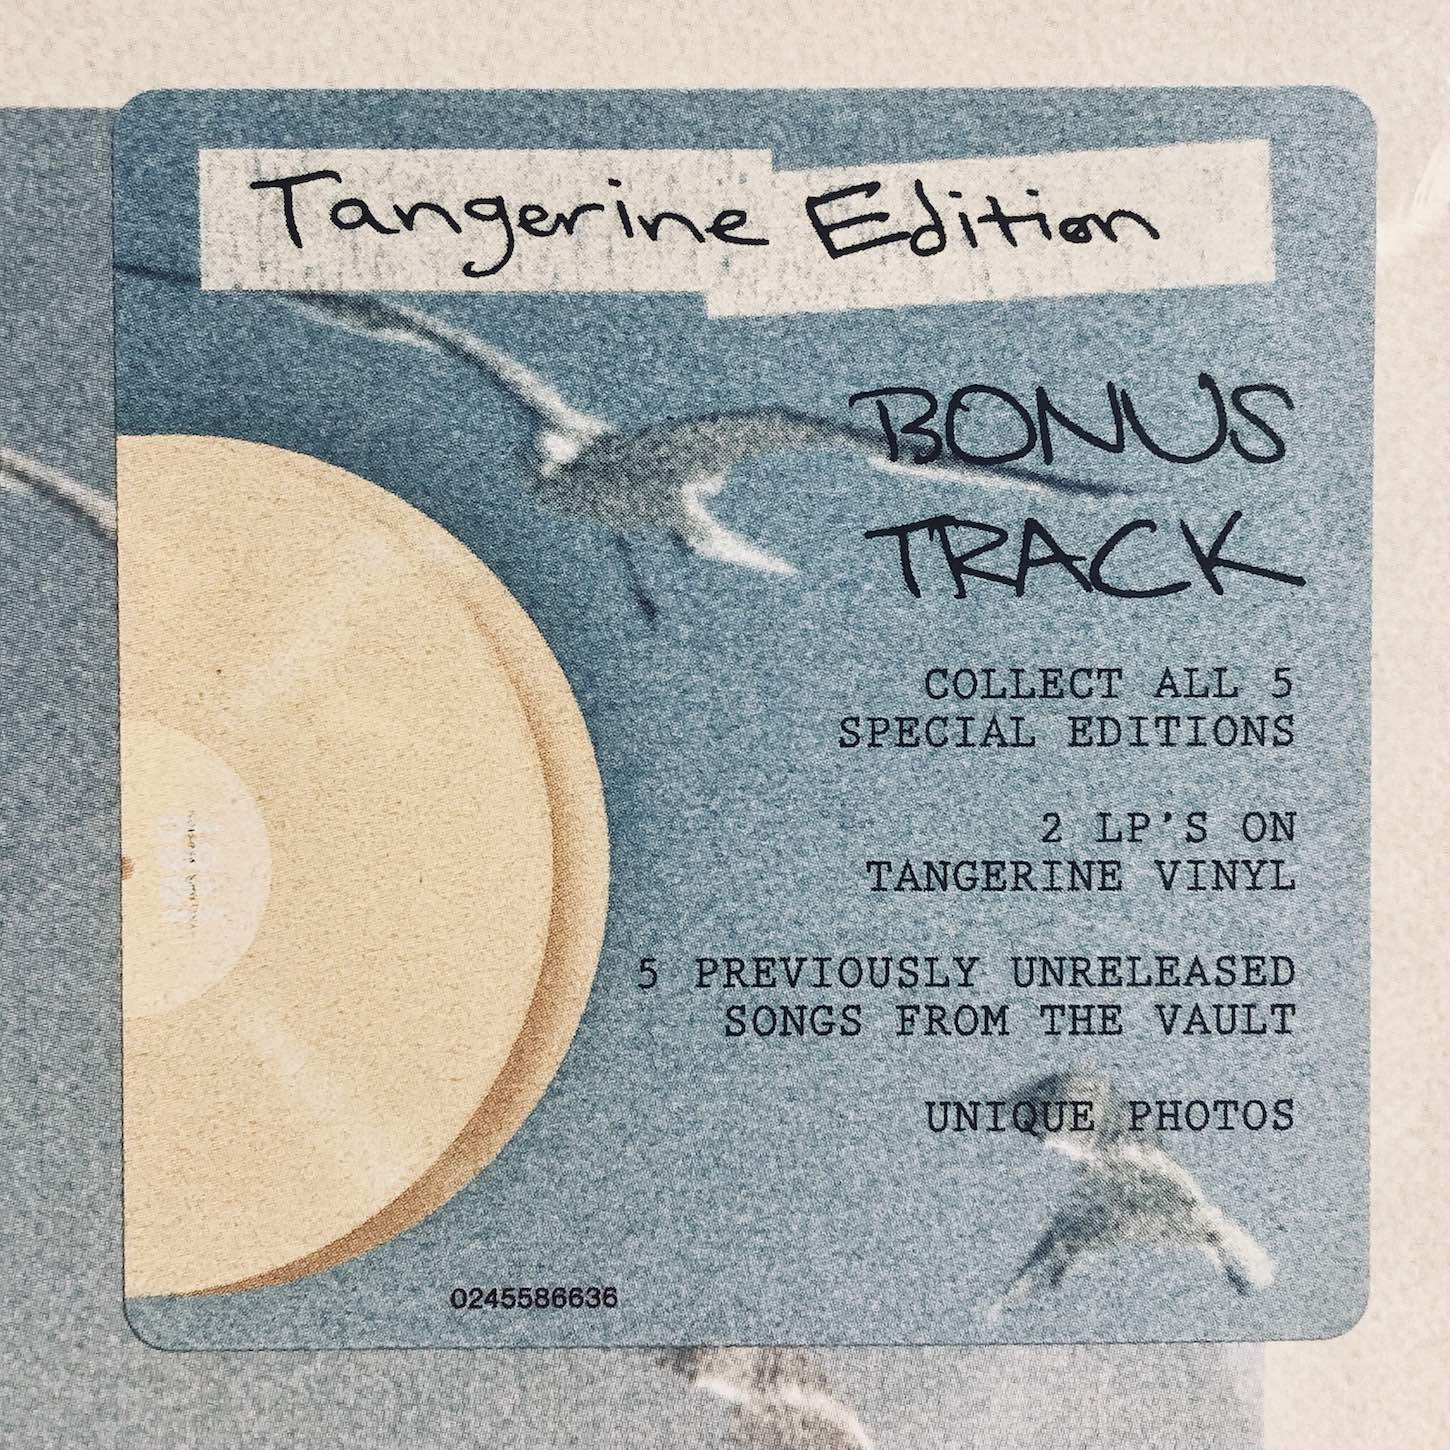 Tangerine Edition
BONUS
TRACK
COLLECT ALL 5
SPECIAL EDITIONS
2 LP'S ON
TANGERINE VINYL
5 PREVIOUSLY UNRELEASED
SONGS FROM THE VAULT
UNIQUE PHOTOS
0245586636